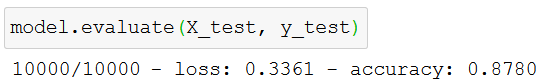 model.evaluate(X_test, y_test)
10000/10000 - loss: 0.3361 - accuracy: 0.8780